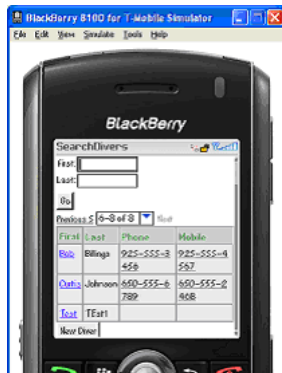 BlackBerry 8100 for T-Mobile Simulator
File Edit View Simulate Tools Help
BlackBerry
SearchDivers
First:
Last:
Go
Previous 5 6-8 of 8 Next
First Last Phone Mobile
Bob Billings 925-555-3456 925-555-4567
Curtis Johnson 650-555-6789 650-555-2468
Test TEst1
New Diver